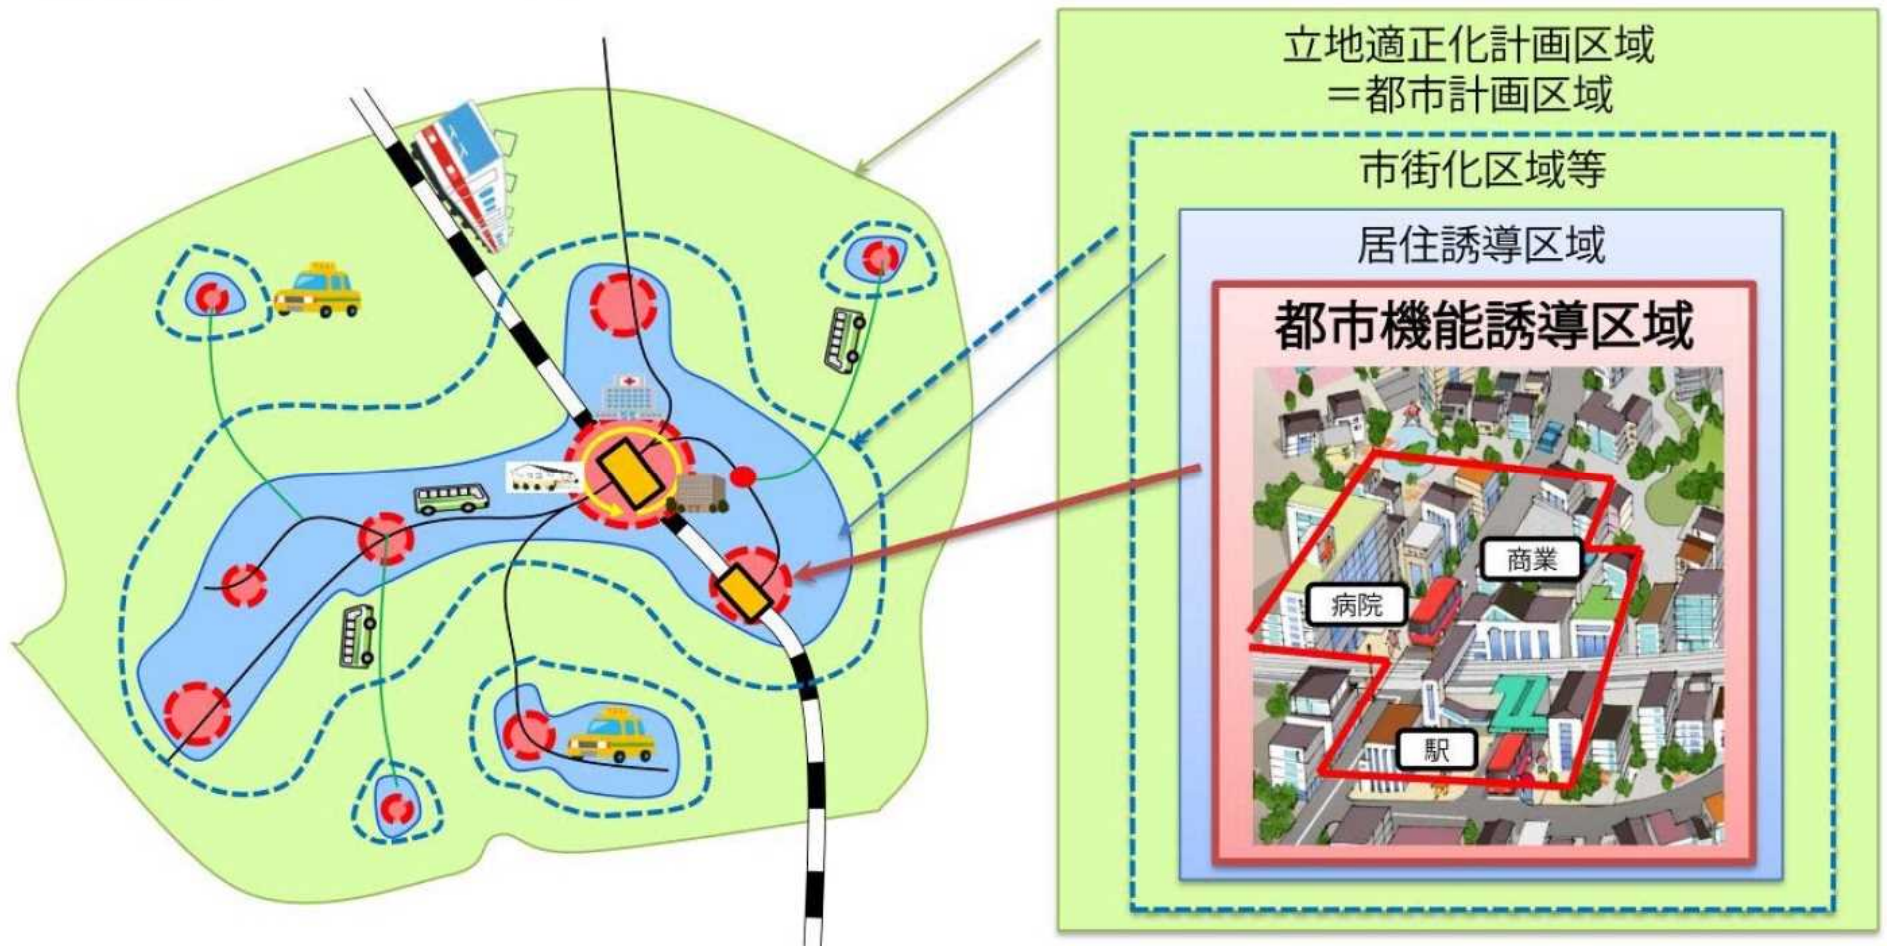 立地適正化計画区域
＝都市計画区域
市街化区域等
居住誘導区域
都市機能誘導区域
商業
病院
駅